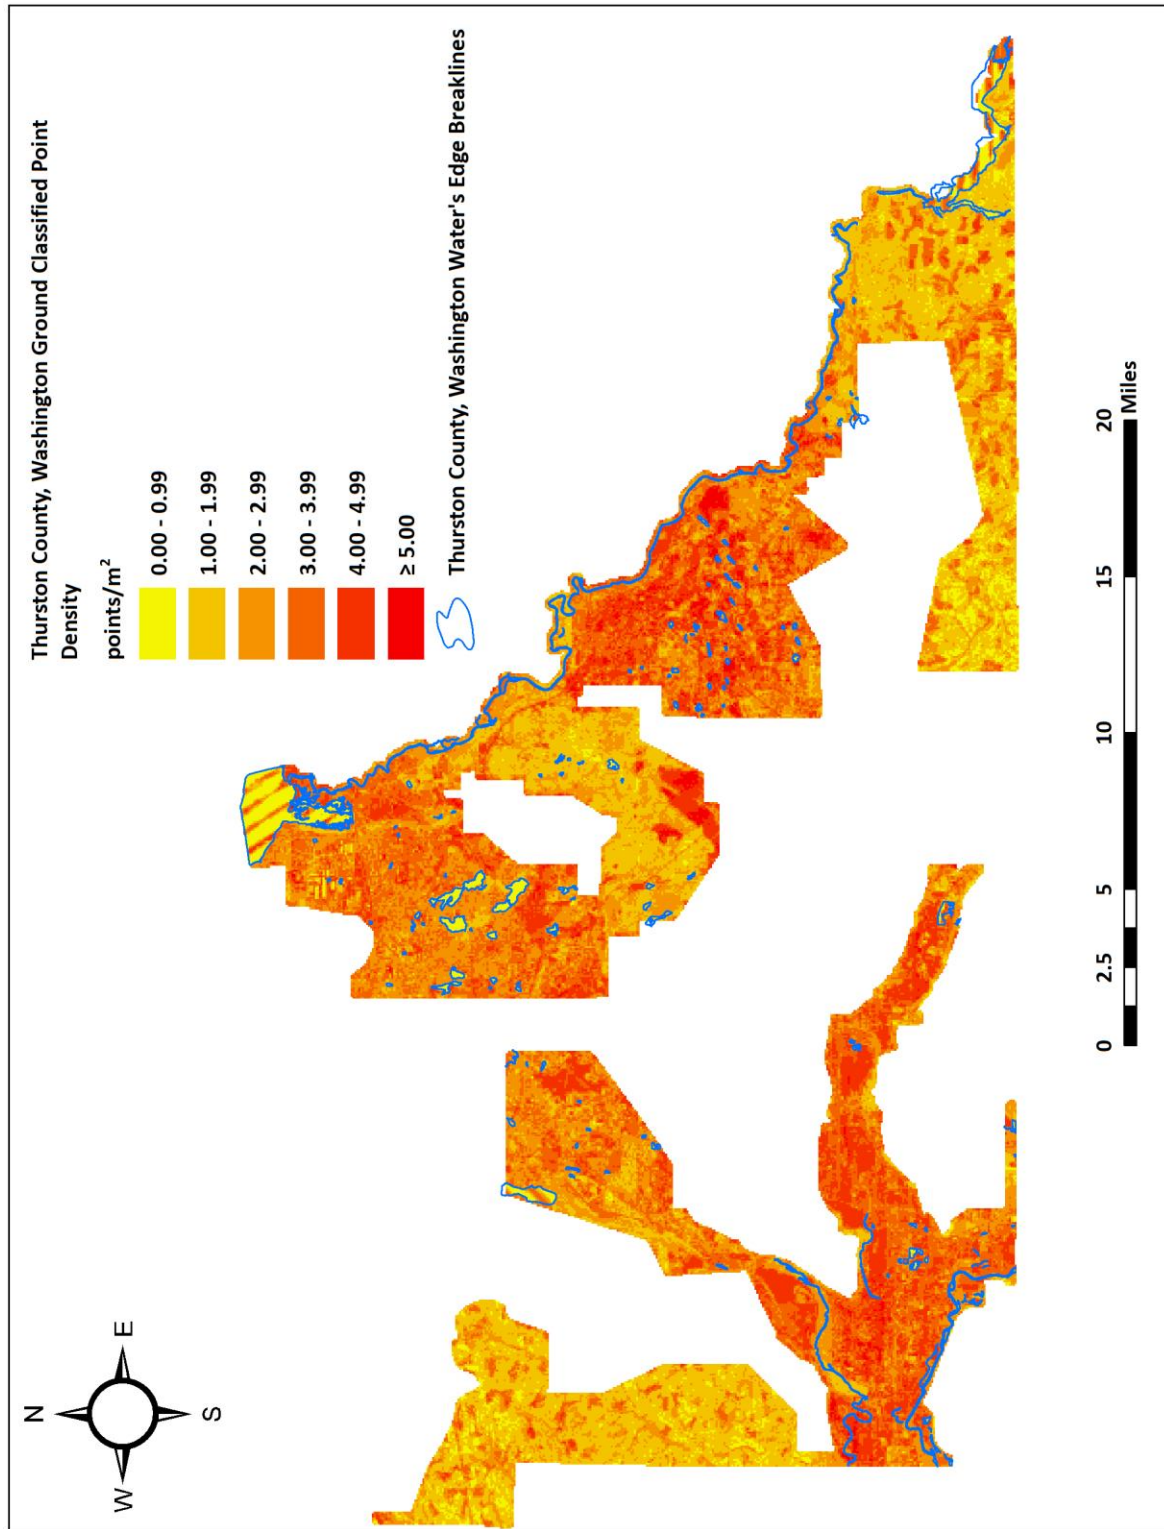 N
W
E
S
Thurston County, Washington Ground Classified Point
Density
points/m²
0.00 - 0.99
1.00 - 1.99
2.00 - 2.99
3.00 - 3.99
4.00 - 4.99
≥ 5.00
Thurston County, Washington Water's Edge Breaklines
0 2.5 5 10 15 20
Miles